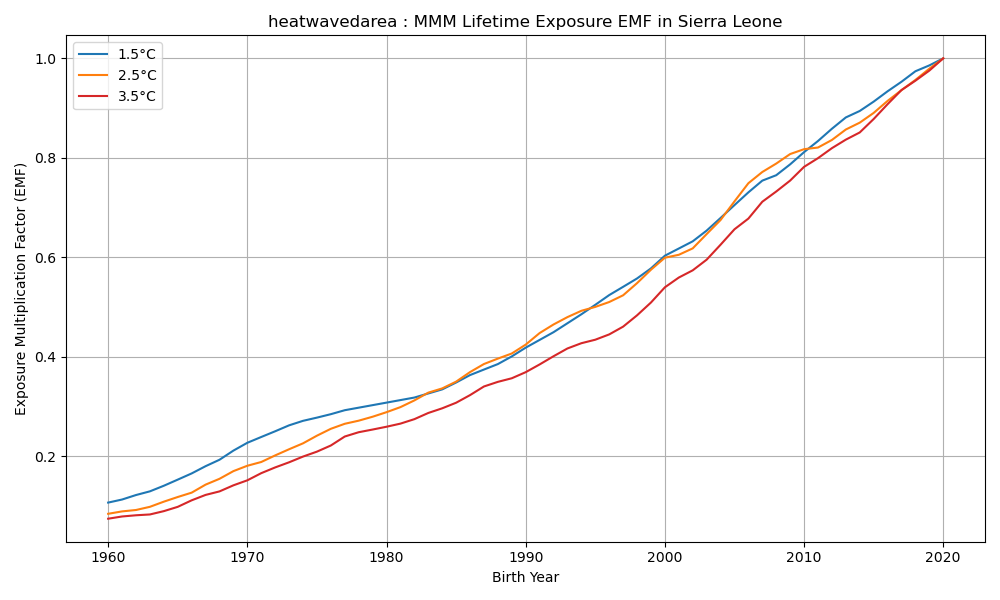 heatwavedarea : MMM Lifetime Exposure EMF in Sierra Leone
1.5°C
2.5°C
3.5°C
Exposure Multiplication Factor (EMF)
1.0
0.8
0.6
0.4
0.2
1960 1970 1980 1990 2000 2010 2020
Birth Year